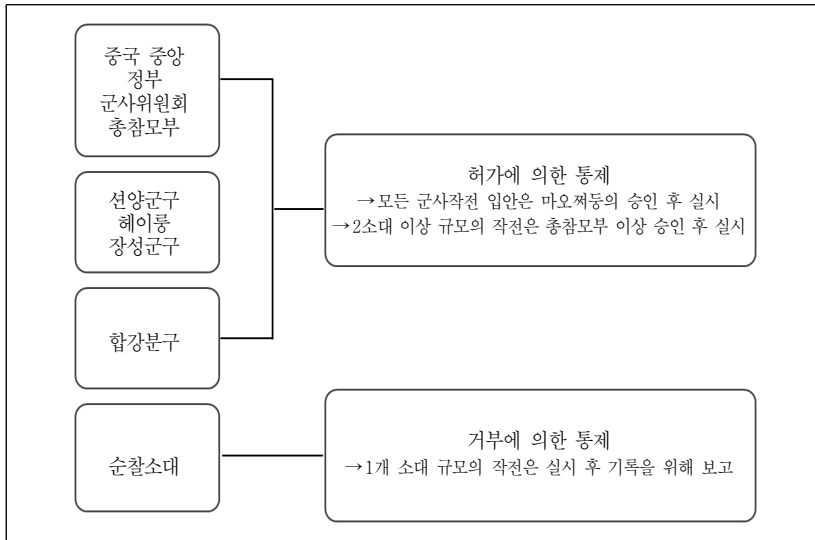 중국 중앙
정부
군사위원회
총참모부
션양군구
헤이룽
장성군구
합강분구
순찰소대
허가에 의한 통제
→모든 군사작전 입안은 마오쩌둥의 승인 후 실시
→2소대 이상 규모의 작전은 총참모부 이상 승인 후 실시
거부에 의한 통제
→1개 소대 규모의 작전은 실시 후 기록을 위해 보고